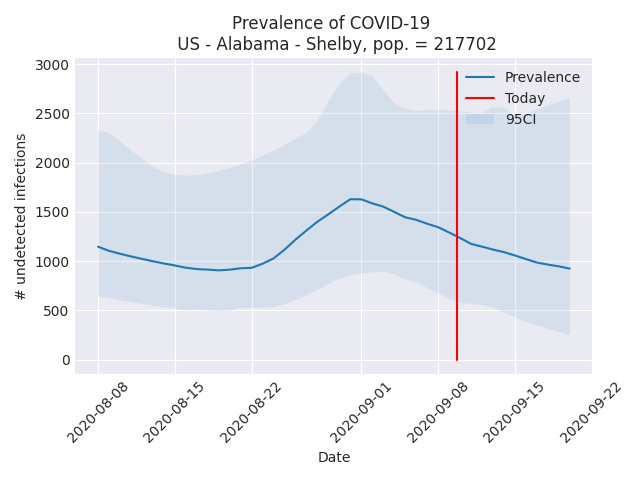 Prevalence of COVID-19
US - Alabama - Shelby, pop. = 217702
3000
2500
2000
1500
1000
500
0
# undetected infections
Prevalence
Today
95CI
2020-08-08
2020-08-15
2020-08-22
2020-09-01
2020-09-08
2020-09-15
2020-09-22
Date